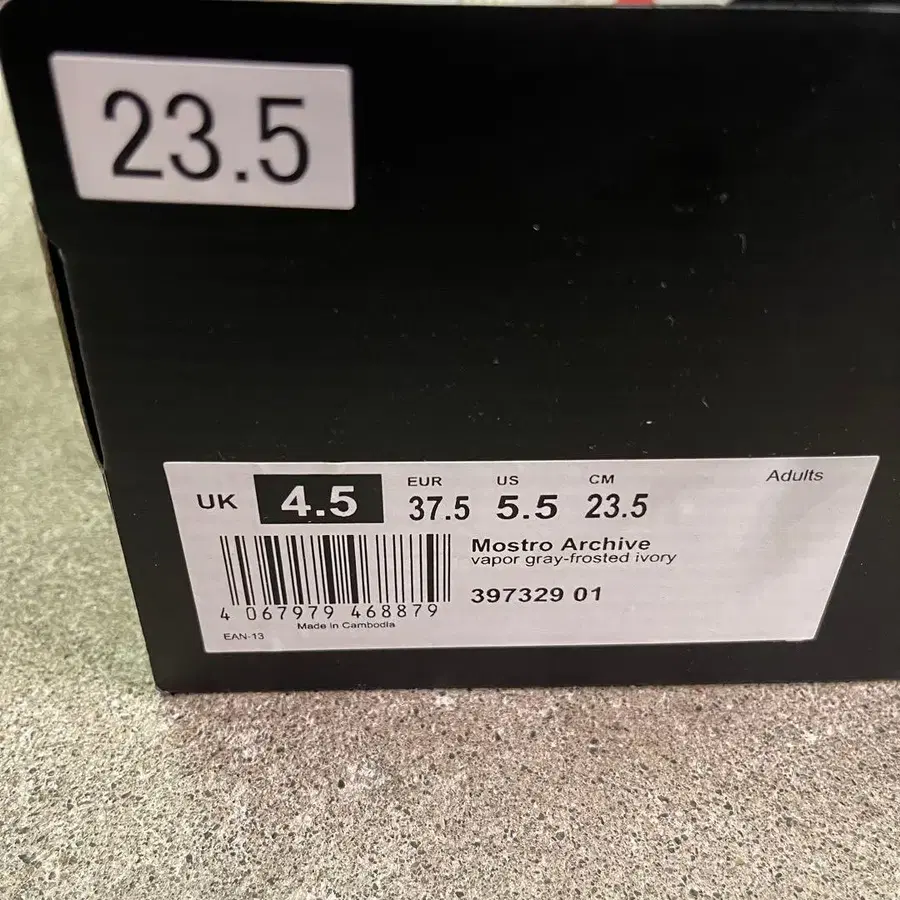 23.5
UK 4.5 EUR 37.5 US 5.5 CM 23.5 Adults
Mostro Archive
vapor gray-frosted ivory
397329 01
4 067979 468879
Made in Cambodia
EAN-13